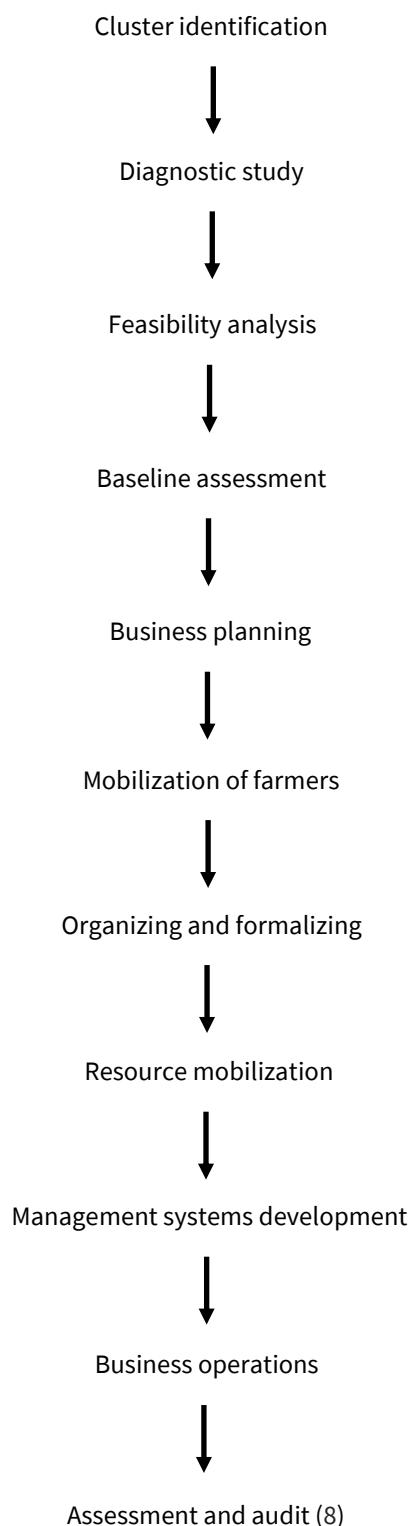 Cluster identification
Diagnostic study
Feasibility analysis
Baseline assessment
Business planning
Mobilization of farmers
Organizing and formalizing
Resource mobilization
Management systems development
Business operations
Assessment and audit (8)